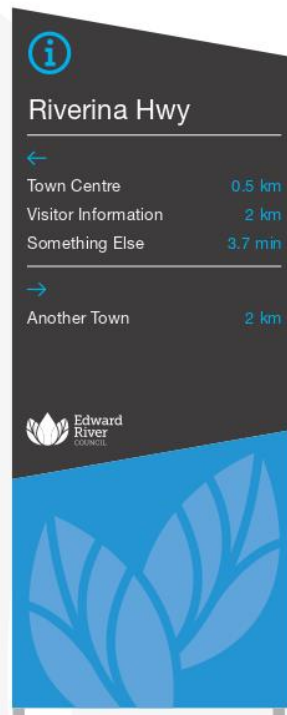 i
Riverina Hwy
←
Town Centre 0.5 km
Visitor Information 2 km
Something Else 3.7 min
→
Another Town 2 km
Edward
River
COUNCIL